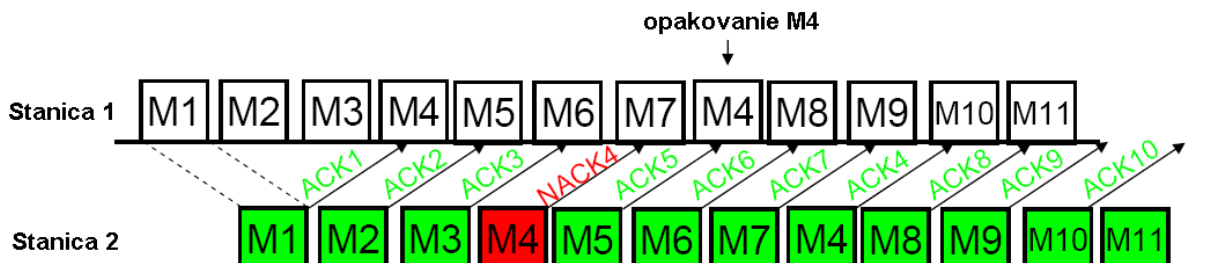 opakovanie M4
Stanica 1 M1 M2 M3 M4 M5 M6 M7 M4 M8 M9 M10 M11
ACK1 ACK2 ACK3 NACK4 ACK5 ACK6 ACK7 ACK4 ACK8 ACK9 ACK10
Stanica 2 M1 M2 M3 M4 M5 M6 M7 M4 M8 M9 M10 M11